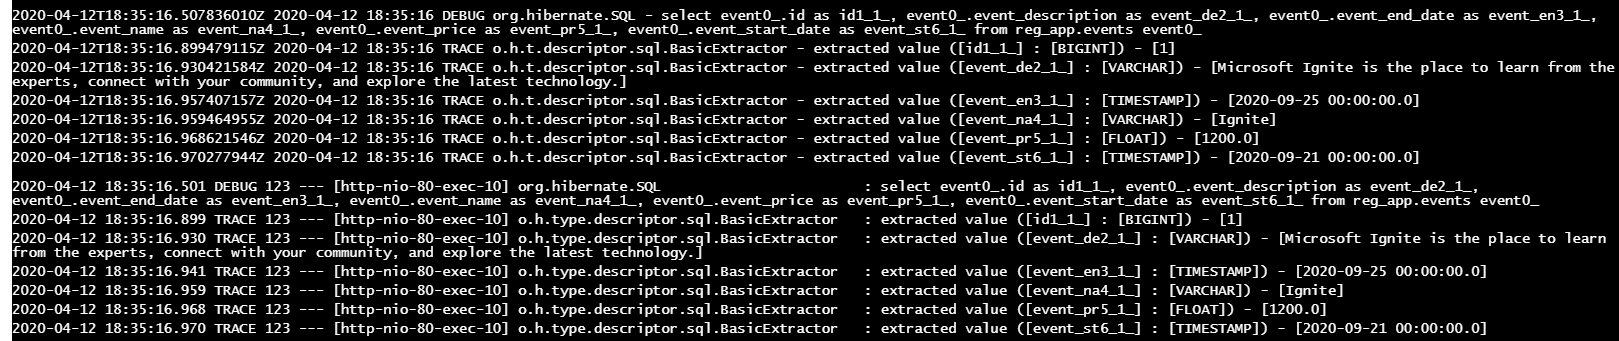 2020-04-12T18:35:16.507836010Z 2020-04-12 18:35:16 DEBUG org.hibernate.SQL - select event0_.id as id1_1_, event0_.event_description as event_de2_1_, event0_.event_end_date as event_en3_1_,
event0_.event_name as event_na4_1_, event0_.event_price as event_pr5_1_, event0_.event_start_date as event_st6_1_ from reg_app.events event0_
2020-04-12T18:35:16.899479115Z 2020-04-12 18:35:16 TRACE o.h.t.descriptor.sql.BasicExtractor - extracted value ([id1_1_] : [BIGINT]) - [1]
2020-04-12T18:35:16.930421584Z 2020-04-12 18:35:16 TRACE o.h.t.descriptor.sql.BasicExtractor - extracted value ([event_de2_1_] : [VARCHAR]) - [Microsoft Ignite is the place to learn from the
experts, connect with your community, and explore the latest technology.]
2020-04-12T18:35:16.957407157Z 2020-04-12 18:35:16 TRACE o.h.t.descriptor.sql.BasicExtractor - extracted value ([event_en3_1_] : [TIMESTAMP]) - [2020-09-25 00:00:00.0]
2020-04-12T18:35:16.959464955Z 2020-04-12 18:35:16 TRACE o.h.t.descriptor.sql.BasicExtractor - extracted value ([event_na4_1_] : [VARCHAR]) - [Ignite]
2020-04-12T18:35:16.968621546Z 2020-04-12 18:35:16 TRACE o.h.t.descriptor.sql.BasicExtractor - extracted value ([event_pr5_1_] : [FLOAT]) - [1200.0]
2020-04-12T18:35:16.970277944Z 2020-04-12 18:35:16 TRACE o.h.t.descriptor.sql.BasicExtractor - extracted value ([event_st6_1_] : [TIMESTAMP]) - [2020-09-21 00:00:00.0]
2020-04-12 18:35:16.501 DEBUG 123 --- [http-nio-80-exec-10] org.hibernate.SQL : select event0_.id as id1_1_, event0_.event_description as event_de2_1_,
event0_.event_end_date as event_en3_1_, event0_.event_name as event_na4_1_, event0_.event_price as event_pr5_1_, event0_.event_start_date as event_st6_1_ from reg_app.events event0_
2020-04-12 18:35:16.899 TRACE 123 --- [http-nio-80-exec-10] o.h.type.descriptor.sql.BasicExtractor : extracted value ([id1_1_] : [BIGINT]) - [1]
2020-04-12 18:35:16.930 TRACE 123 --- [http-nio-80-exec-10] o.h.type.descriptor.sql.BasicExtractor : extracted value ([event_de2_1_] : [VARCHAR]) - [Microsoft Ignite is the place to learn
from the experts, connect with your community, and explore the latest technology.]
2020-04-12 18:35:16.941 TRACE 123 --- [http-nio-80-exec-10] o.h.type.descriptor.sql.BasicExtractor : extracted value ([event_en3_1_] : [TIMESTAMP]) - [2020-09-25 00:00:00.0]
2020-04-12 18:35:16.959 TRACE 123 --- [http-nio-80-exec-10] o.h.type.descriptor.sql.BasicExtractor : extracted value ([event_na4_1_] : [VARCHAR]) - [Ignite]
2020-04-12 18:35:16.968 TRACE 123 --- [http-nio-80-exec-10] o.h.type.descriptor.sql.BasicExtractor : extracted value ([event_pr5_1_] : [FLOAT]) - [1200.0]
2020-04-12 18:35:16.970 TRACE 123 --- [http-nio-80-exec-10] o.h.type.descriptor.sql.BasicExtractor : extracted value ([event_st6_1_] : [TIMESTAMP]) - [2020-09-21 00:00:00.0]